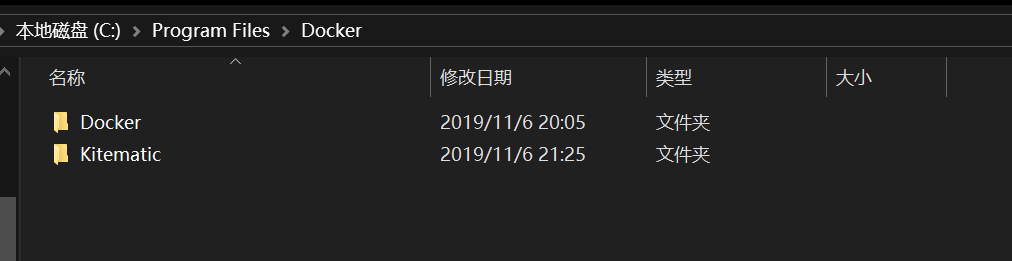 本地磁盘 (C:) Program Files Docker
名称 修改日期 类型 大小
Docker 2019/11/6 20:05 文件夹
Kitematic 2019/11/6 21:25 文件夹